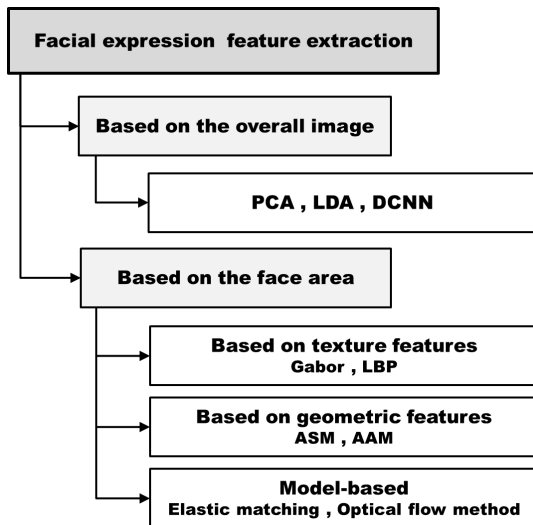 Facial expression feature extraction
Based on the overall image
PCA , LDA , DCNN
Based on the face area
Based on texture features
Gabor , LBP
Based on geometric features
ASM , AAM
Model-based
Elastic matching , Optical flow method